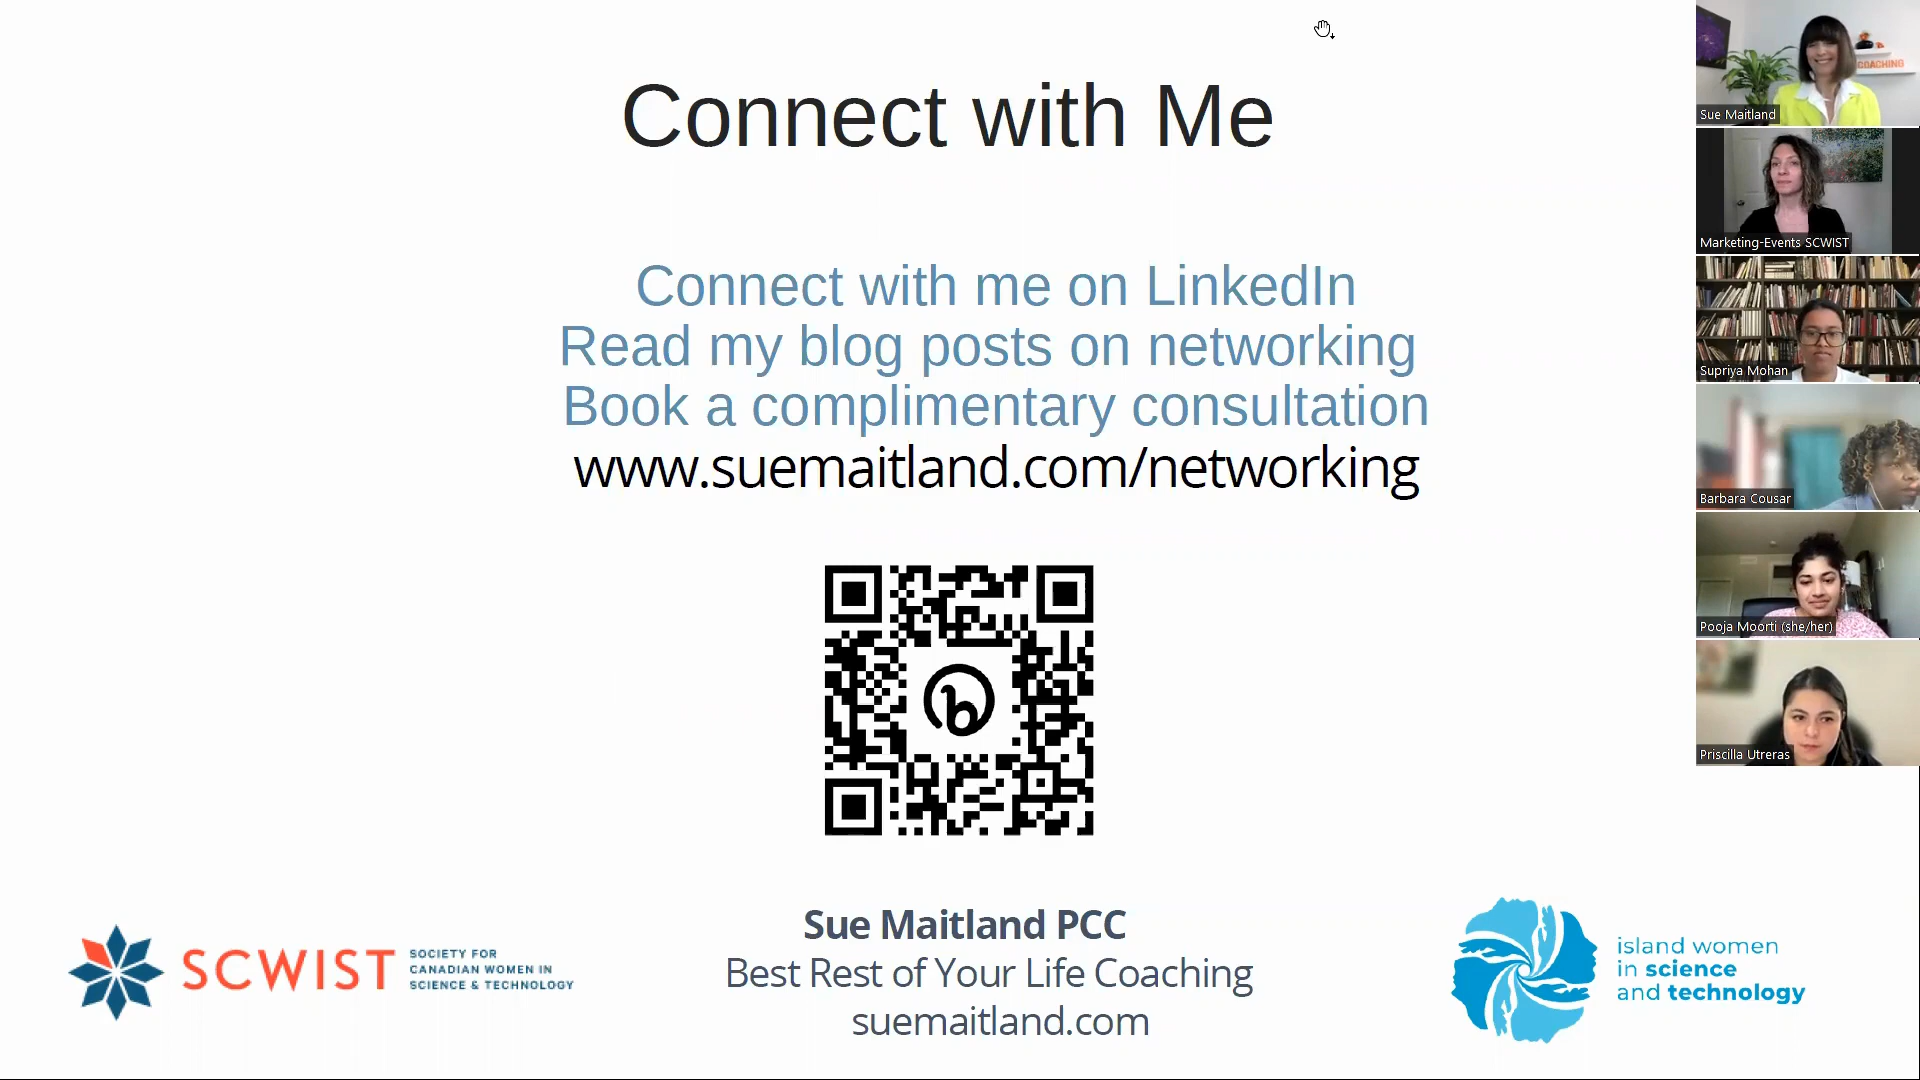 Connect with Me
Connect with me on LinkedIn
Read my blog posts on networking
Book a complimentary consultation
www.suemaitland.com/networking
Sue Maitland PCC
Best Rest of Your Life Coaching
suemaitland.com
SCWIST
SOCIETY FOR
CANADIAN WOMEN IN
SCIENCE & TECHNOLOGY
island women
in science
and technology
COACHING
Sue Maitland
Marketing-Events SCWIST
Supriya Mohan
Barbara Cousar
Pooja Moorti (she/her)
Priscilla Utreras